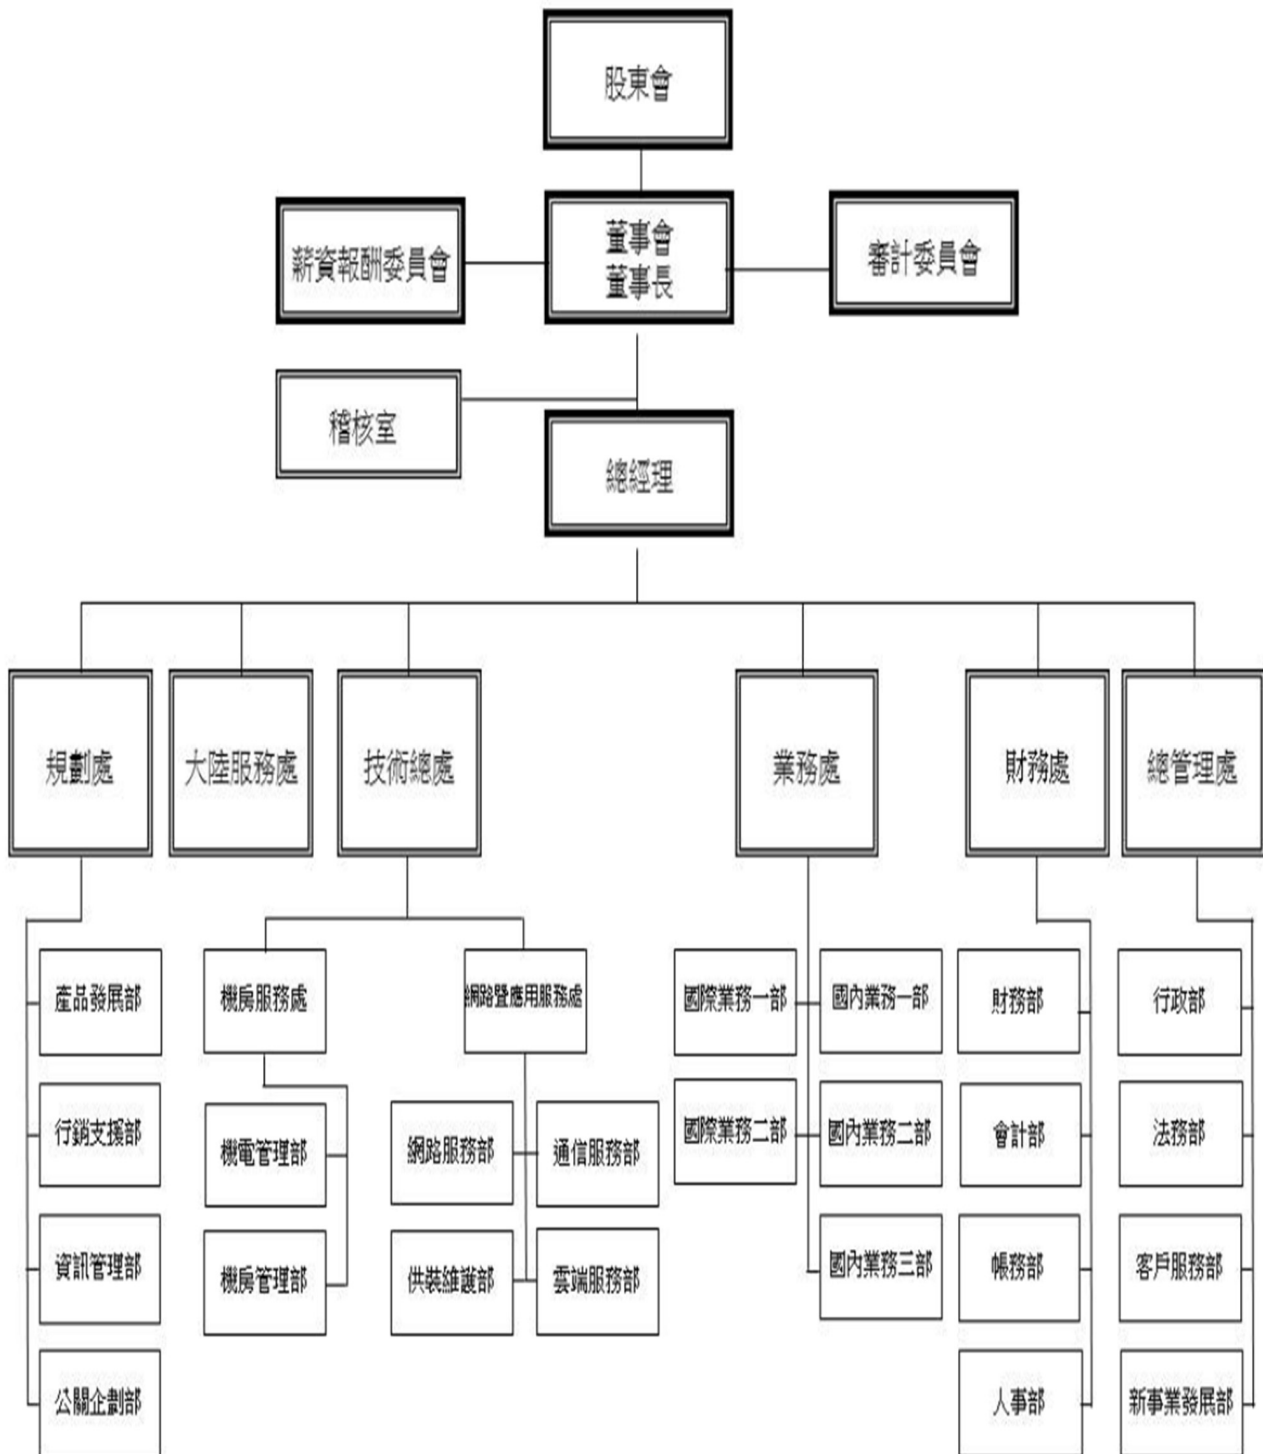 股東會
薪資報酬委員會
董事會
董事長
審計委員會
稽核室
總經理
規劃處
大陸服務處
技術總處
業務處
財務處
總管理處
產品發展部
機房服務處
網路暨應用服務處
國際業務一部
國內業務一部
財務部
行政部
行銷支援部
機電管理部
網路服務部
通信服務部
國際業務二部
國內業務二部
會計部
法務部
資訊管理部
機房管理部
供裝維護部
雲端服務部
國內業務三部
帳務部
客戶服務部
公關企劃部
人事部
新事業發展部